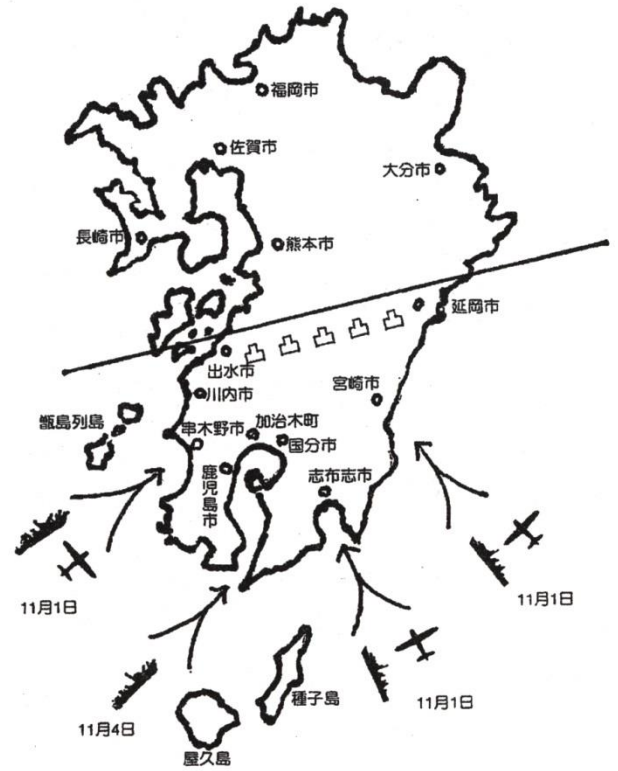 福岡市
佐賀市
大分市
長崎市
熊本市
延岡市
出水市
川内市
宮崎市
甑島列島
串木野市
加治木町
国分市
鹿児島市
志布志市
11月1日
11月1日
11月1日
11月4日
種子島
屋久島